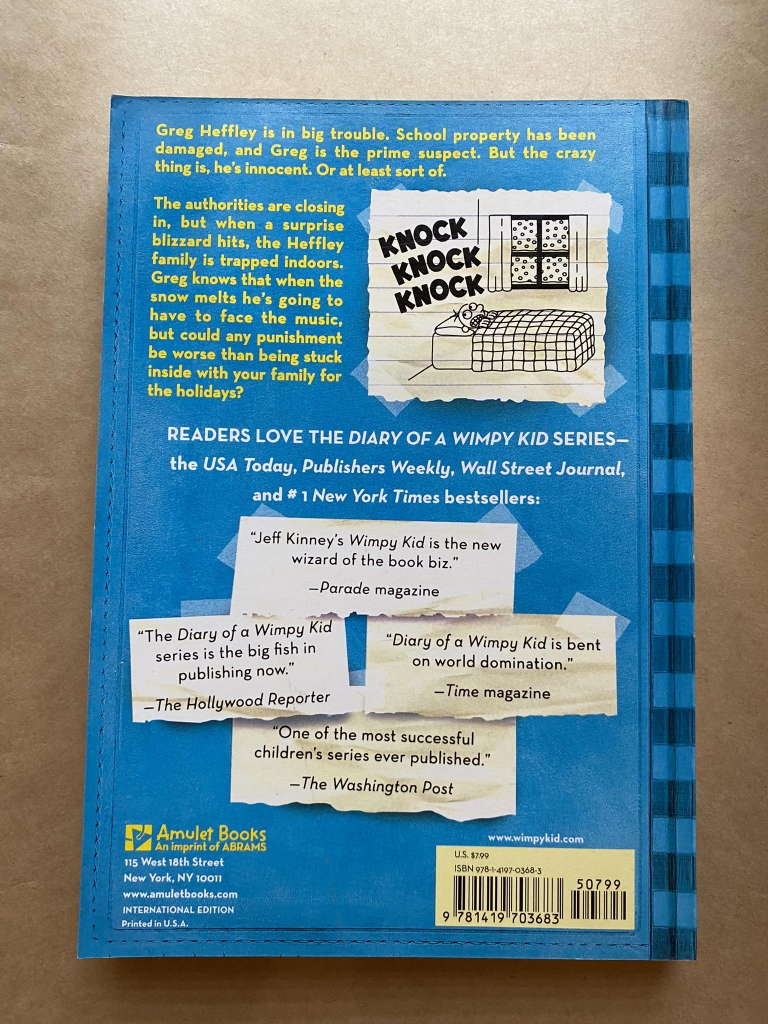 Greg Heffley is in big trouble. School property has been
damaged, and Greg is the prime suspect. But the crazy
thing is, he's innocent. Or at least sort of.
The authorities are closing
in, but when a surprise
blizzard hits, the Heffley
family is trapped indoors.
Greg knows that when the
snow melts he's going to
have to face the music,
but could any punishment
be worse than being stuck
inside with your family for
the holidays?
KNOCK
KNOCK
KNOCK
READERS LOVE THE DIARY OF A WIMPY KID SERIES—
the USA Today, Publishers Weekly, Wall Street Journal,
and # 1 New York Times bestsellers:
"Jeff Kinney's Wimpy Kid is the new
wizard of the book biz."
—Parade magazine
"The Diary of a Wimpy Kid
series is the big fish in
publishing now."
—The Hollywood Reporter
"Diary of a Wimpy Kid is bent
on world domination."
—Time magazine
"One of the most successful
children's series ever published."
—The Washington Post
Amulet Books
An imprint of ABRAMS
115 West 18th Street
New York, NY 10011
www.amuletbooks.com
INTERNATIONAL EDITION
Printed in U.S.A.
www.wimpykid.com
U.S. $7.99
ISBN 978-1-4197-0368-3
50799
9 781419 703683